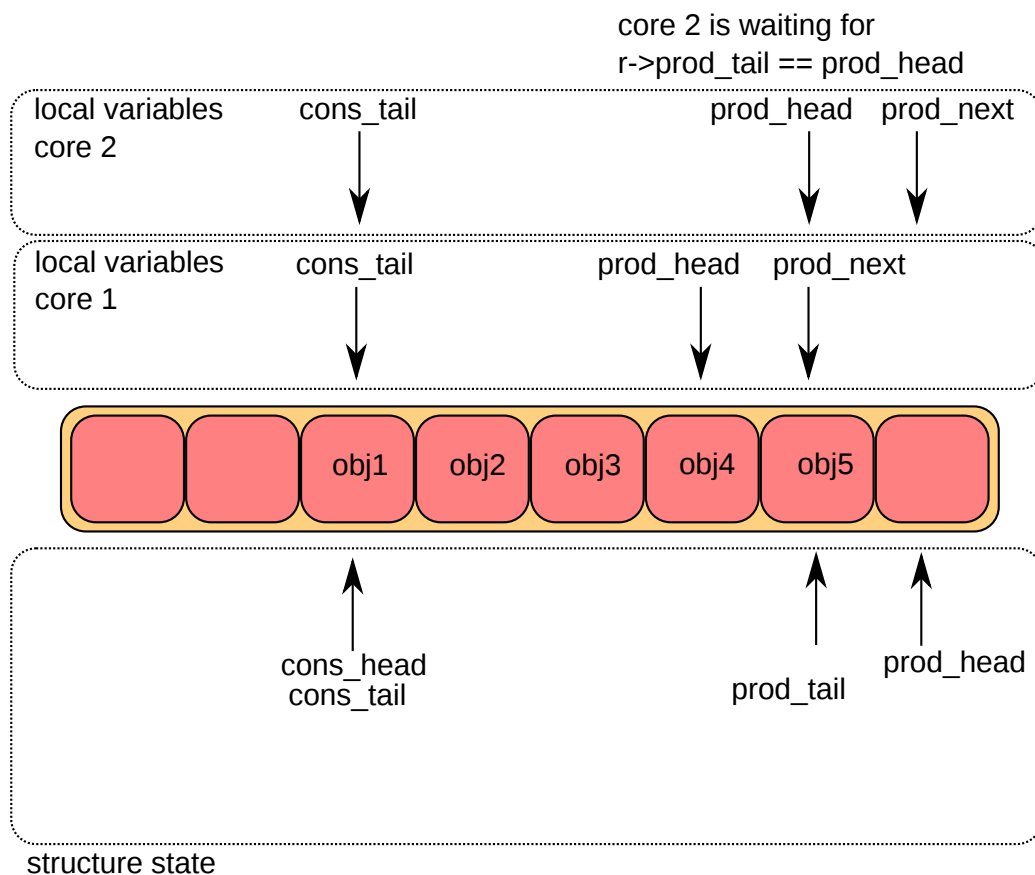 core 2 is waiting for
r->prod_tail == prod_head
local variables
core 2
cons_tail
prod_head
prod_next
local variables
core 1
cons_tail
prod_head
prod_next
obj1
obj2
obj3
obj4
obj5
cons_head
cons_tail
prod_tail
prod_head
structure state